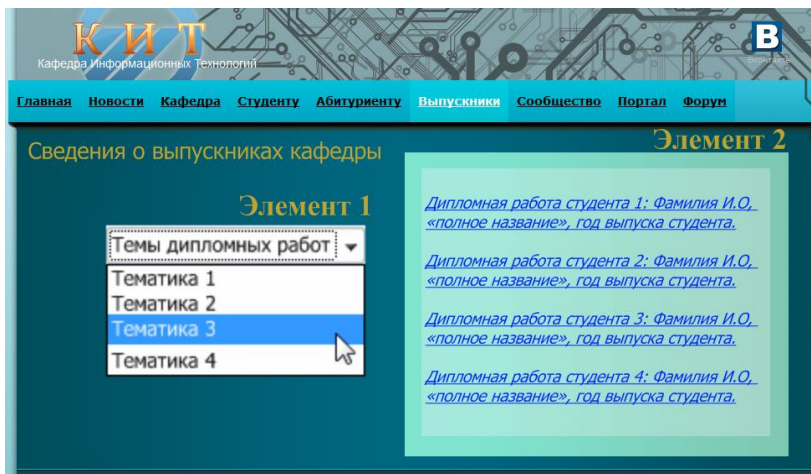 КИТ
Кафедра Информационных Технологий
В
Вконтакте
Главная Новости Кафедра Студенту Абитуриенту Выпускники Сообщество Портал Форум
Сведения о выпускниках кафедры
Элемент 1
Темы дипломных работ
Тематика 1
Тематика 2
Тематика 3
Тематика 4
Элемент 2
Дипломная работа студента 1: Фамилия И.О,
«полное название», год выпуска студента.
Дипломная работа студента 2: Фамилия И.О,
«полное название», год выпуска студента.
Дипломная работа студента 3: Фамилия И.О,
«полное название», год выпуска студента.
Дипломная работа студента 4: Фамилия И.О,
«полное название», год выпуска студента.